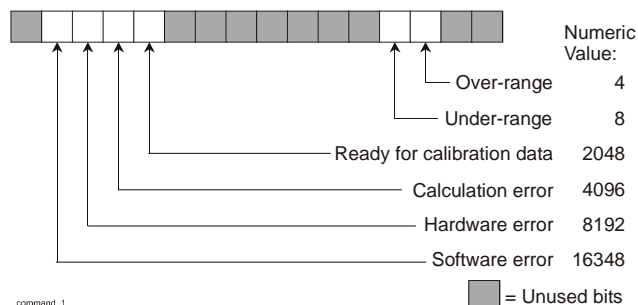 Numeric
Value:
Over-range 4
Under-range 8
Ready for calibration data 2048
Calculation error 4096
Hardware error 8192
Software error 16348
command_1
= Unused bits